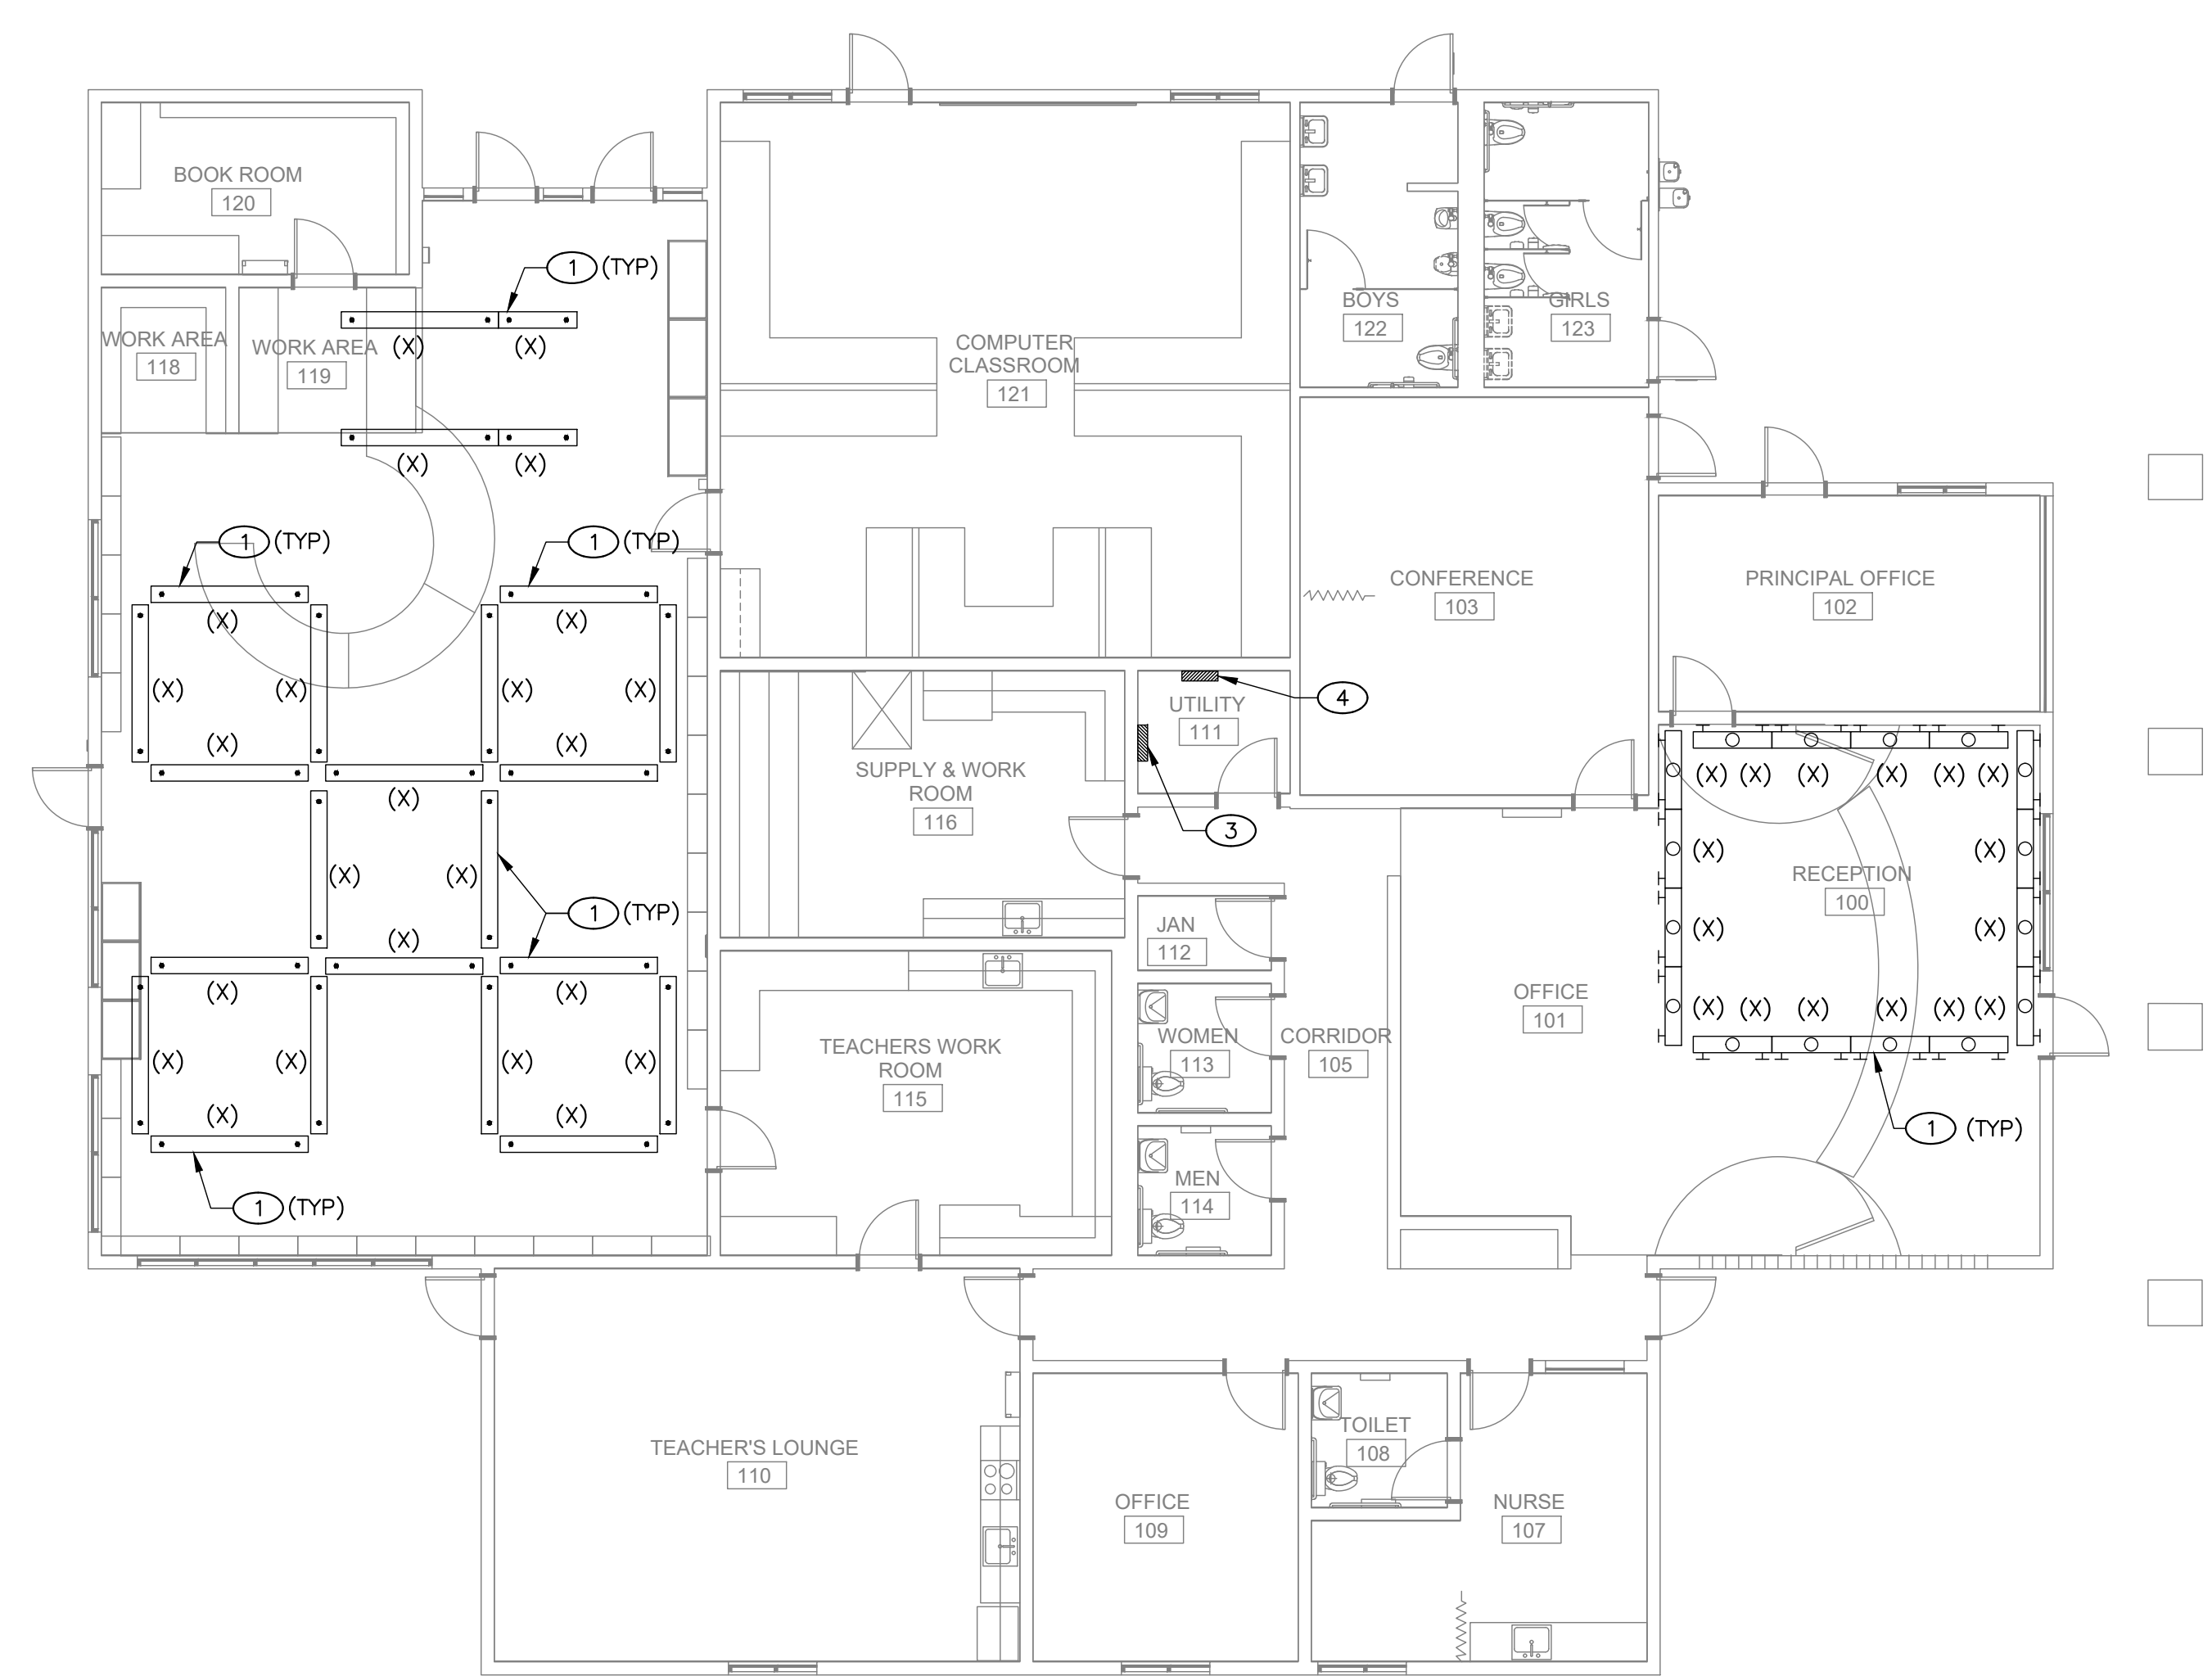 BOOK ROOM
120
1 (TYP)
WORK AREA
118
WORK AREA
119
(X)
(X)
(X)
(X)
COMPUTER
CLASSROOM
121
BOYS
122
GIRLS
123
1 (TYP)
1 (TYP)
(X)
(X)
(X)
(X)
(X)
(X)
(X)
(X)
CONFERENCE
103
PRINCIPAL OFFICE
102
4
UTILITY
111
3
SUPPLY & WORK
ROOM
116
(X)
(X)
(X)
(X)
1 (TYP)
(X) (X) (X) (X) (X) (X)
(X)
(X)
RECEPTION
100
(X)
(X)
(X) (X) (X) (X) (X) (X)
1 (TYP)
JAN
112
OFFICE
101
WOMEN
113
CORRIDOR
105
TEACHERS WORK
ROOM
115
(X)
(X)
(X)
(X)
(X)
(X)
(X)
(X)
1 (TYP)
MEN
114
TEACHER'S LOUNGE
110
OFFICE
109
TOILET
108
NURSE
107